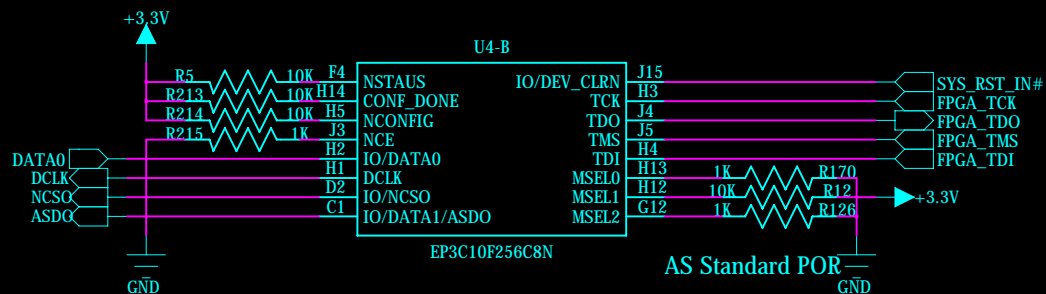 +3.3V
U4-B
R5 10K F4 NSTAUS IO/DEV_CLRN J15 SYS_RST_IN#
R213 10K H14 CONF_DONE TCK H3 FPGA_TCK
R214 10K H5 NCONFIG TDO J4 FPGA_TDO
R215 1K J3 NCE TMS J5 FPGA_TMS
DATA0 H2 IO/DATA0 TDI H4 FPGA_TDI
DCLK H1 DCLK MSEL0 H13 1K R170
NCSO D2 IO/NCSO MSEL1 H12 10K R12 +3.3V
ASDO C1 IO/DATA1/ASDO MSEL2 G12 1K R126
EP3C10F256C8N
AS Standard POR
GND
GND